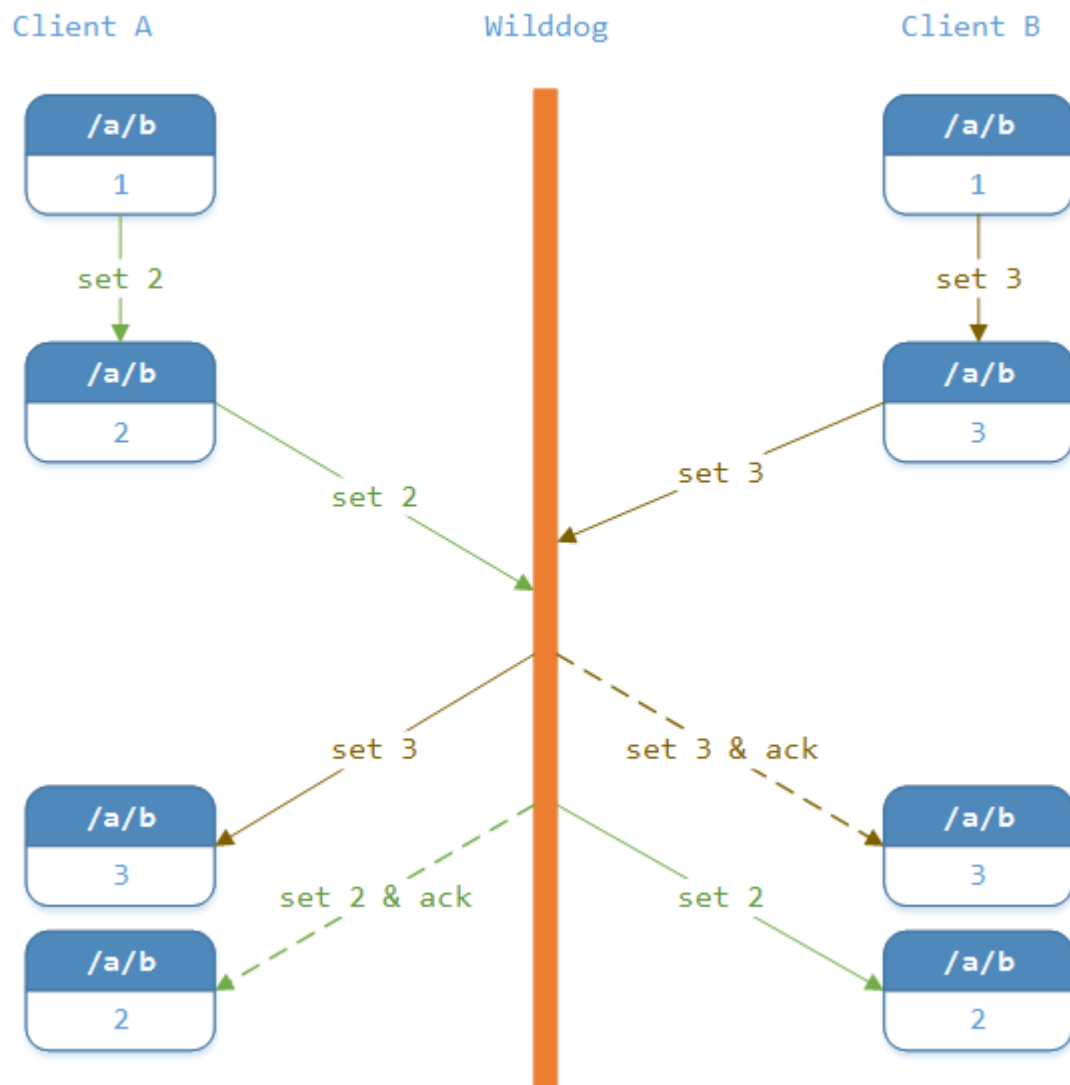 Client A
Wilddog
Client B
/a/b
1
/a/b
1
set 2
set 3
/a/b
2
/a/b
3
set 2
set 3
set 3
set 3 & ack
/a/b
3
/a/b
3
set 2 & ack
set 2
/a/b
2
/a/b
2